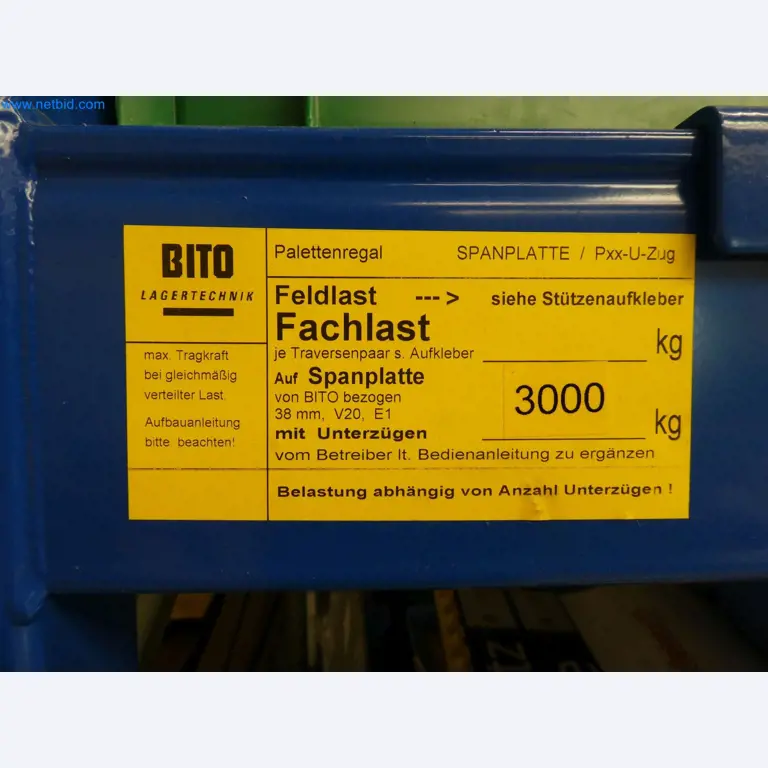 www.netbid.com
BITO
LAGERTECHNIK
Palettenregal SPANPLATTE / Pxx-U-Zug
Feldlast ---> siehe Stützenaufkleber
Fachlast
je Traversenpaar s. Aufkleber kg
max. Tragkraft
bei gleichmäßig
verteilter Last.
Aufbauanleitung
bitte beachten!
Auf Spanplatte
von BITO bezogen
38 mm, V20, E1
3000 kg
mit Unterzügen
vom Betreiber lt. Bedienanleitung zu ergänzen
Belastung abhängig von Anzahl Unterzügen !